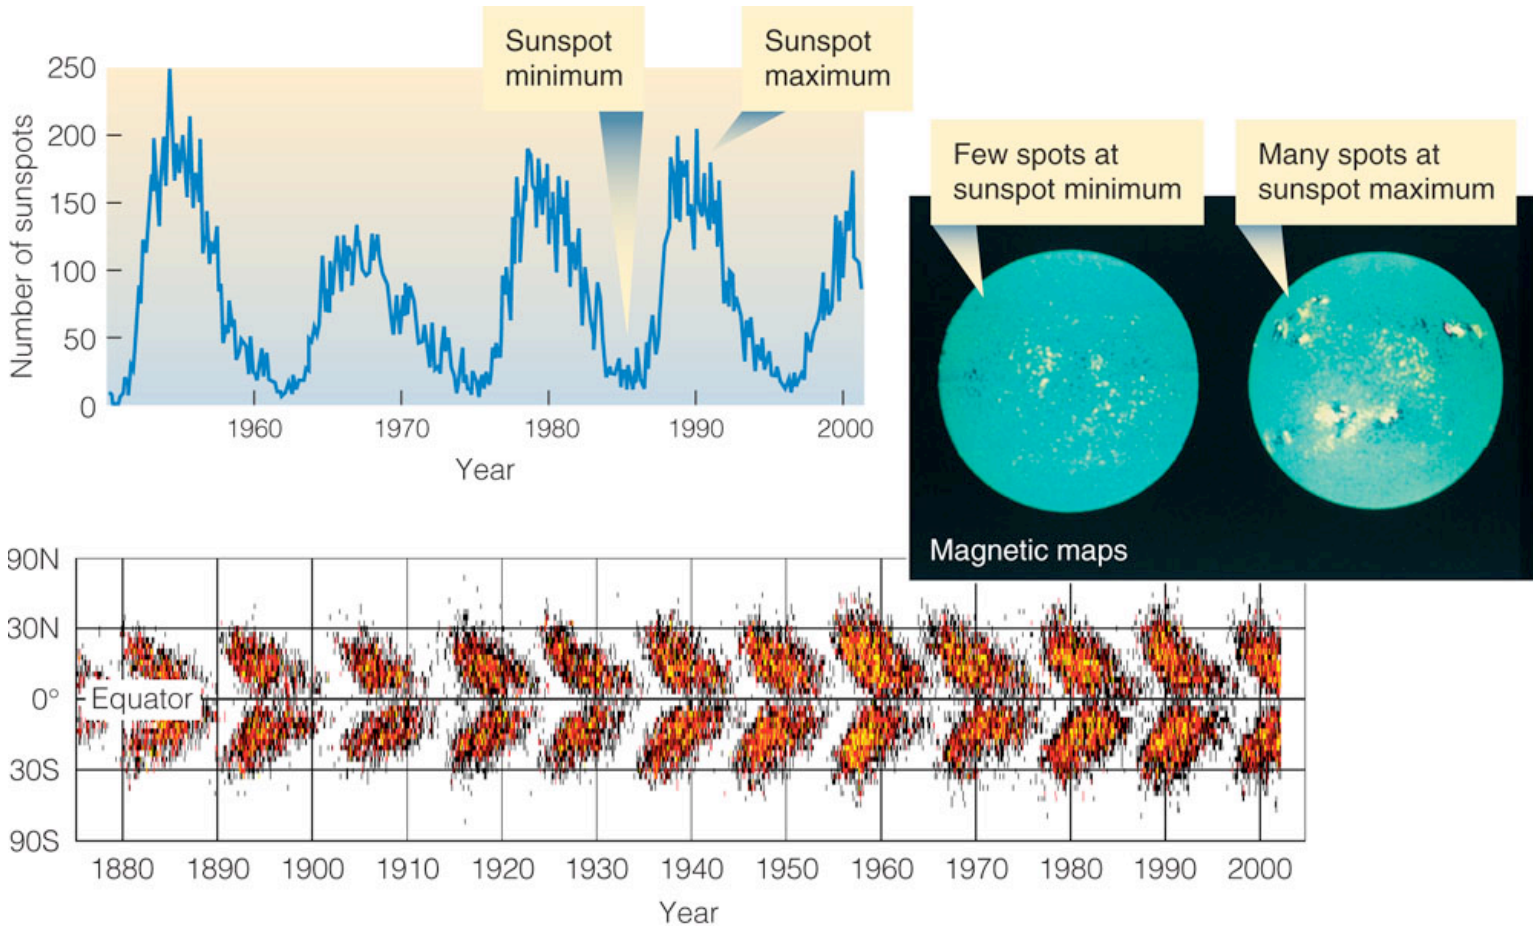 Sunspot
minimum
Sunspot
maximum
250
200
150
100
50
0
Number of sunspots
1960
1970
1980
1990
2000
Year
Few spots at
sunspot minimum
Many spots at
sunspot maximum
Magnetic maps
90N
30N
0°
Equator
30S
90S
1880
1890
1900
1910
1920
1930
1940
1950
1960
1970
1980
1990
2000
Year